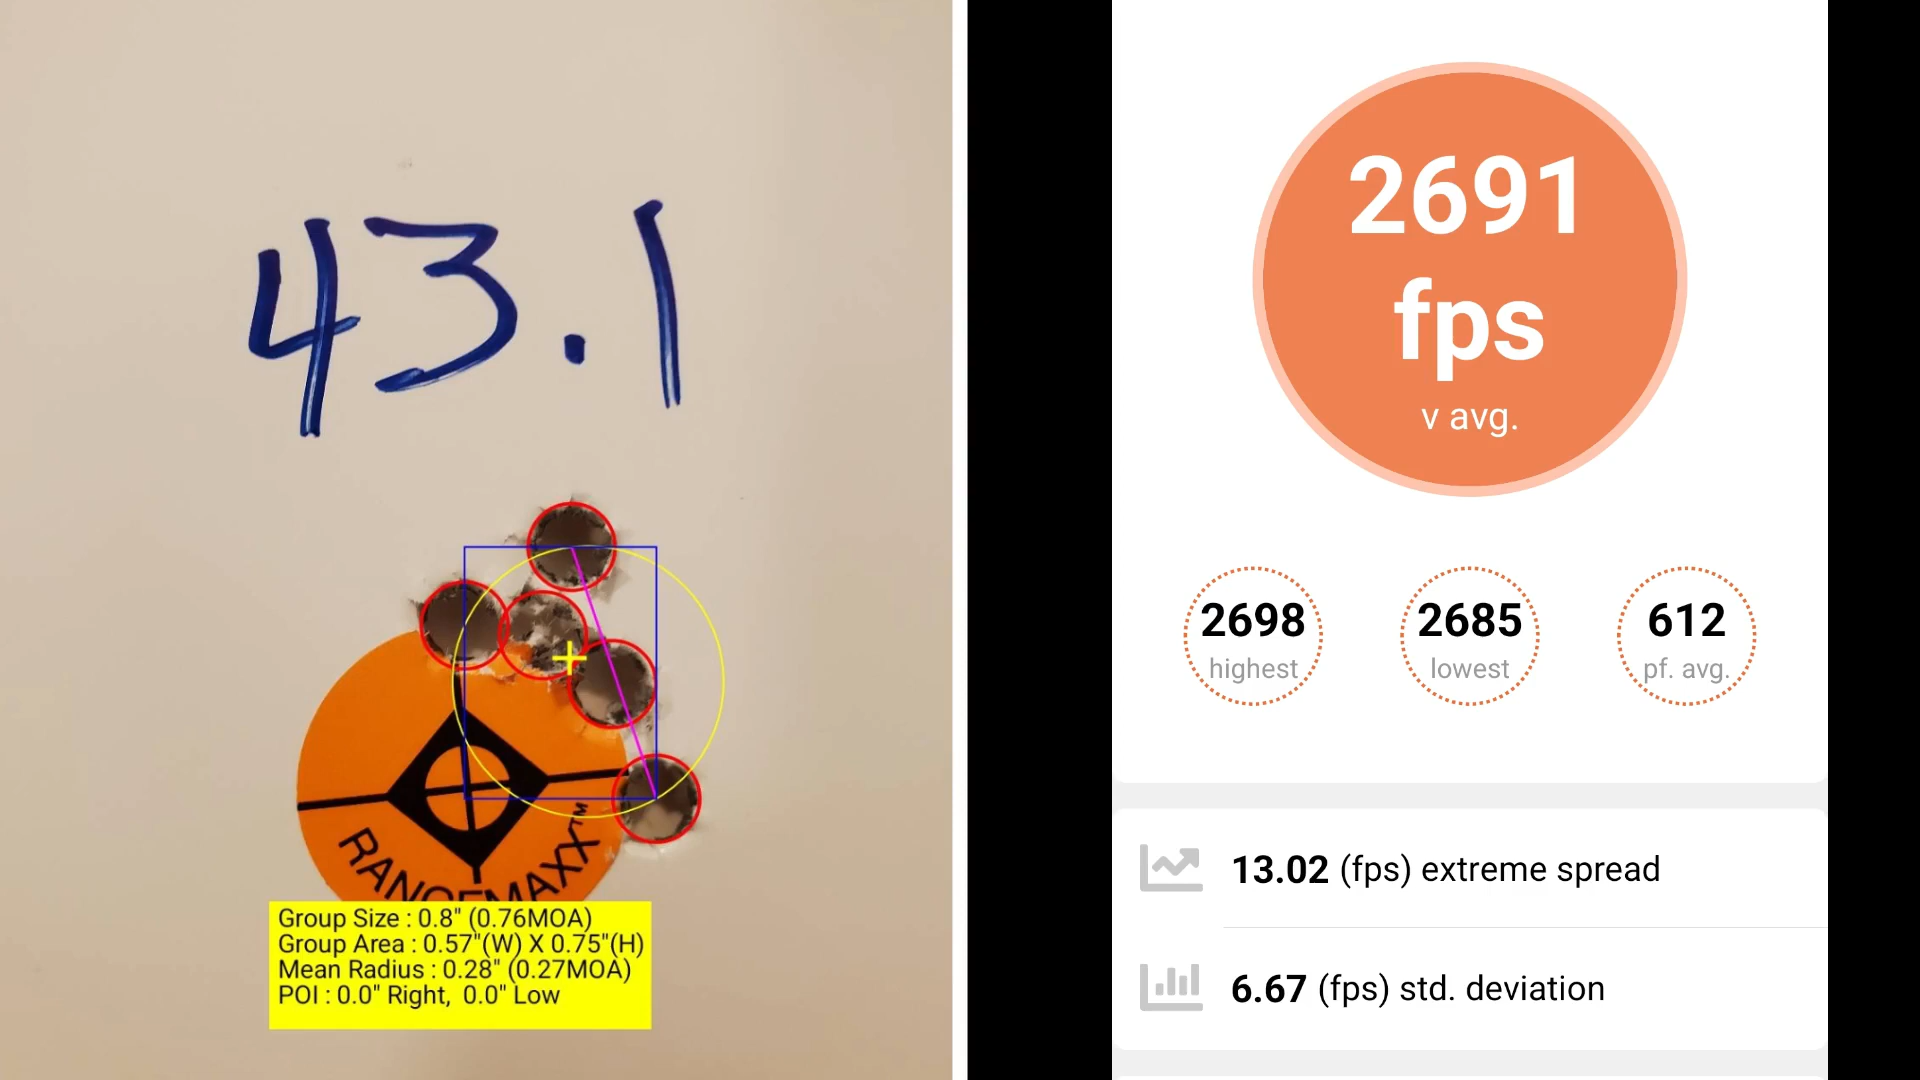 43.1
RANGEMAXX™
Group Size : 0.8" (0.76MOA)
Group Area : 0.57"(W) X 0.75"(H)
Mean Radius : 0.28" (0.27MOA)
POI : 0.0" Right,  0.0" Low
2691
fps
v avg.
2698
highest
2685
lowest
612
pf. avg.
13.02 (fps) extreme spread
6.67 (fps) std. deviation